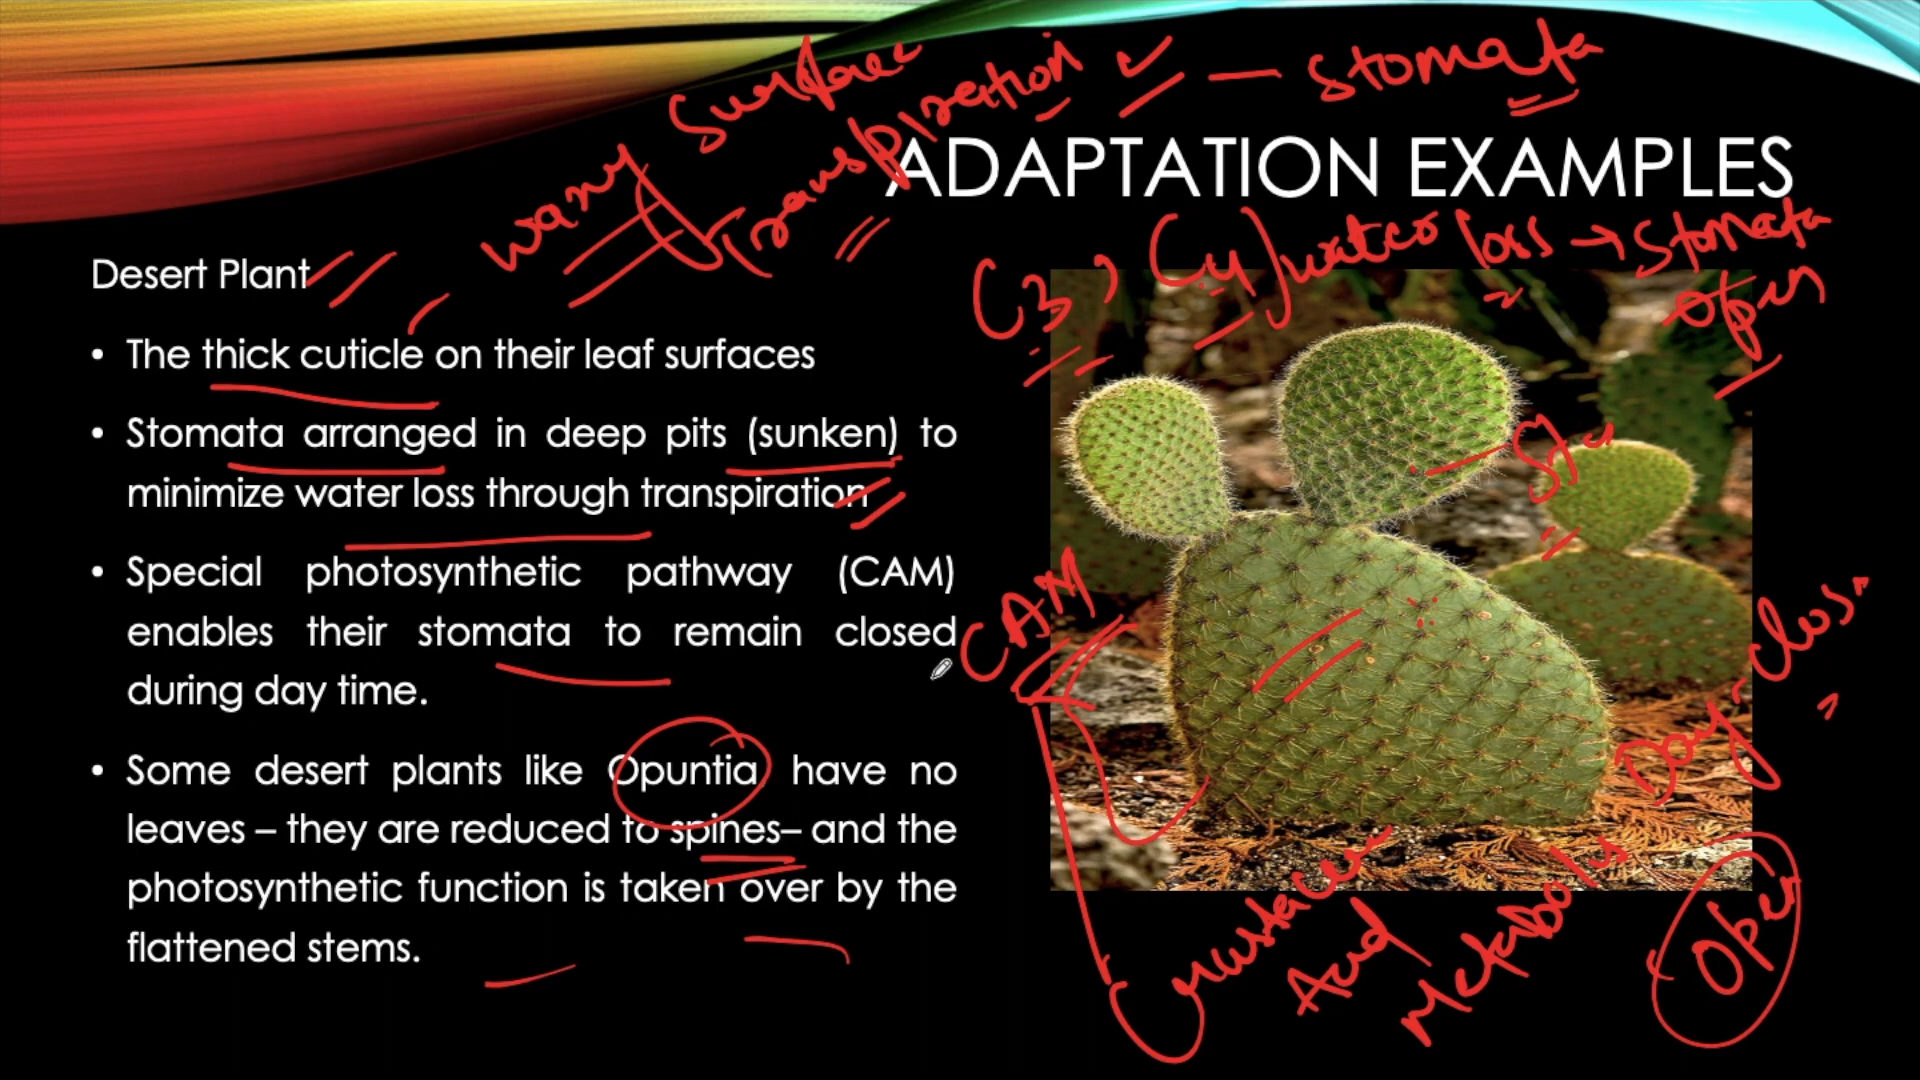 waxy Surface
transpiration — Stomata
ADAPTATION EXAMPLES
C3, C4) water loss → Stomata
open
Desert Plant
• The thick cuticle on their leaf surfaces
• Stomata arranged in deep pits (sunken) to
minimize water loss through transpiration
• Special photosynthetic pathway (CAM)
enables their stomata to remain closed
during day time.
• Some desert plants like Opuntia have no
leaves – they are reduced to spines– and the
photosynthetic function is taken over by the
flattened stems.
CAM
Day - Clos
Acid
Open